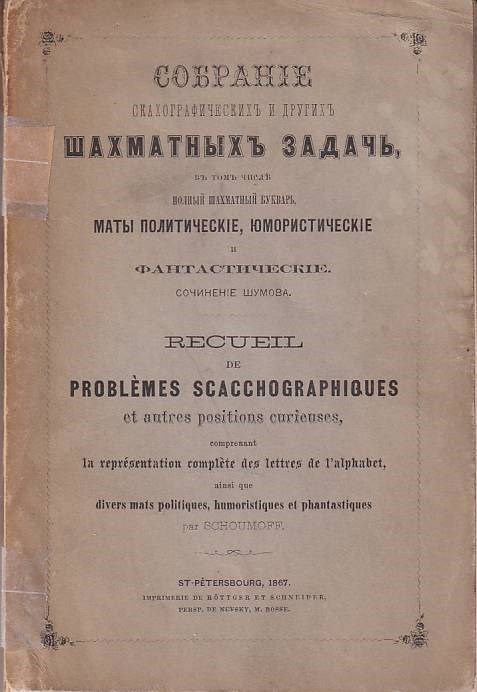 СОБРАНІЕ
СКАХОГРАФИЧЕСКИХЪ И ДРУГИХЪ
ШАХМАТНЫХЪ ЗАДАЧЬ,
ВЪ ТОМЪ ЧИСЛѢ
ПОЛНЫЙ ШАХМАТНЫЙ БУКВАРЬ,
МАТЫ ПОЛИТИЧЕСКІЕ, ЮМОРИСТИЧЕСКІЕ
И
ФАНТАСТИЧЕСКІЕ.
СОЧИНЕНІЕ ШУМОВА.
RECUEIL
DE
PROBLÈMES SCACCHOGRAPHIQUES
et autres positions curieuses,
comprenant
la représentation complète des lettres de l'alphabet,
ainsi que
divers mats politiques, humoristiques et phantastiques
par SCHOUMOFF.
ST-PÉTERSBOURG, 1867.
IMPRIMERIE DE RÖTTGER ET SCHNEIDER,
PERSP. DE NEVSKY, M. BOSSE.